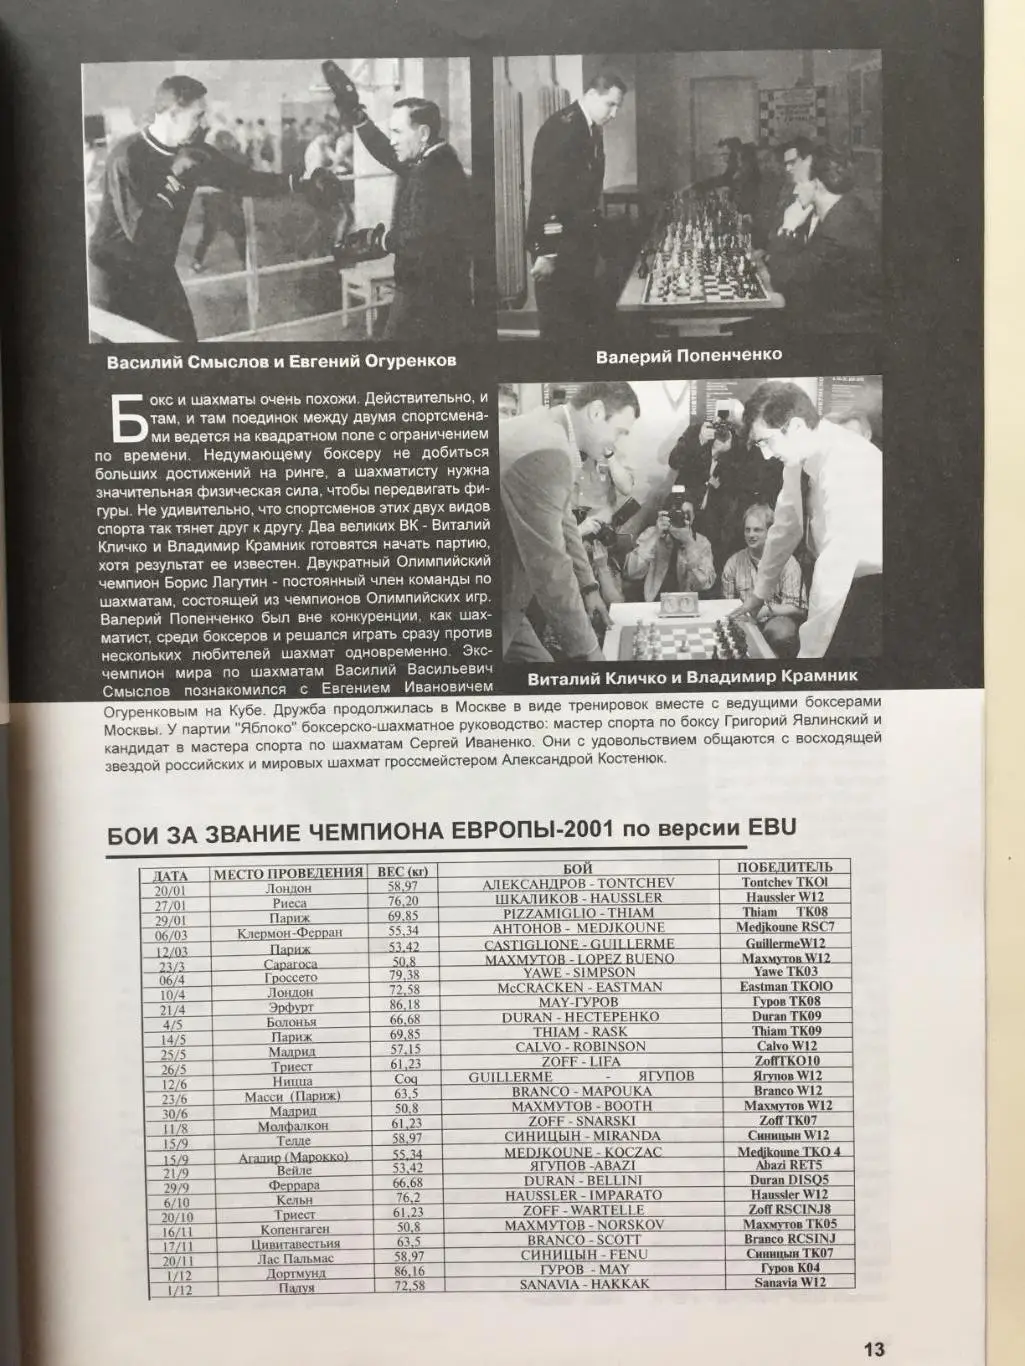 Василий Смыслов и Евгений Огуренков
Валерий Попенченко
Бокс и шахматы очень похожи. Действительно, и
там, и там поединок между двумя спортсмена-
ми ведется на квадратном поле с ограничением
по времени. Недумающему боксеру не добиться
больших достижений на ринге, а шахматисту нужна
значительная физическая сила, чтобы передвигать фи-
гуры. Не удивительно, что спортсменов этих двух видов
спорта так тянет друг к другу. Два великих ВК - Виталий
Кличко и Владимир Крамник готовятся начать партию,
хотя результат ее известен. Двукратный Олимпийский
чемпион Борис Лагутин - постоянный член команды по
шахматам, состоящей из чемпионов Олимпийских игр.
Валерий Попенченко был вне конкуренции, как шах-
матист, среди боксеров и решался играть сразу против
нескольких любителей шахмат одновременно. Экс-
чемпион мира по шахматам Василий Васильевич
Смыслов познакомился с Евгением Ивановичем
Виталий Кличко и Владимир Крамник
Огуренковым на Кубе. Дружба продолжилась в Москве в виде тренировок вместе с ведущими боксерами
Москвы. У партии "Яблоко" боксерско-шахматное руководство: мастер спорта по боксу Григорий Явлинский и
кандидат в мастера спорта по шахматам Сергей Иваненко. Они с удовольствием общаются с восходящей
звездой российских и мировых шахмат гроссмейстером Александрой Костенюк.
БОИ ЗА ЗВАНИЕ ЧЕМПИОНА ЕВРОПЫ-2001 по версии EBU
ДАТА МЕСТО ПРОВЕДЕНИЯ ВЕС (кг) БОЙ ПОБЕДИТЕЛЬ
20/01 Лондон 58,97 АЛЕКСАНДРОВ - TONTCHEV Tontchev TKO1
27/01 Риеса 76,20 ШКАЛИКОВ - HAUSSLER Haussler W12
29/01 Париж 69,85 PIZZAMIGLIO - THIAM Thiam TK08
06/03 Клермон-Ферран 55,34 АНТОНОВ - MEDJKOUNE Medjkoune RSC7
12/03 Париж 53,42 CASTIGLIONE - GUILLERME GuillermeW12
23/3 Сарагоса 50,8 МАХМУТОВ - LOPEZ BUENO Махмутов W12
06/4 Гроссето 79,38 YAWE - SIMPSON Yawe TK03
10/4 Лондон 72,58 McCRACKEN - EASTMAN Eastman TKO1O
21/4 Эрфурт 86,18 MAY-ГУРОВ Гуров TK08
4/5 Болонья 66,68 DURAN - НЕСТЕРЕНКО Duran TK09
14/5 Париж 69,85 THIAM - RASK Thiam TK09
25/5 Мадрид 57,15 CALVO - ROBINSON Calvo W12
26/5 Триест 61,23 ZOFF - LIFA ZoffTKO10
12/6 Ницца Coq GUILLERME - ЯГУПОВ Ягупов W12
23/6 Масси (Париж) 63,5 BRANCO - MAPOUKA Branco W12
30/6 Мадрид 50,8 МАХМУТОВ - BOOTH Махмутов W12
11/8 Молфалкон 61,23 ZOFF - SNARSKI Zoff TK07
15/9 Телде 58,97 СИНИЦЫН - MIRANDA Синицын W12
15/9 Агадир (Марокко) 55,34 MEDJKOUNE - KOCZAC Medjkoune TKO 4
21/9 Вейле 53,42 ЯГУПОВ -ABAZI Abazi RET5
29/9 Феррара 66,68 DURAN - BELLINI Duran DISQ5
6/10 Кельн 76,2 HAUSSLER - IMPARATO Haussler W12
20/10 Триест 61,23 ZOFF - WARTELLE Zoff RSCINJ8
16/11 Копенгаген 50,8 МАХМУТОВ - NORSKOV Махмутов TK05
17/11 Цивитавестьия 63,5 BRANCO - SCOTT Branco RCSINJ
20/11 Лас Пальмас 58,97 СИНИЦЫН - FENU Синицын TK07
1/12 Дортмунд 86,16 ГУРОВ - MAY Гуров K04
1/12 Падуя 72,58 SANAVIA - HAKKAK Sanavia W12
13